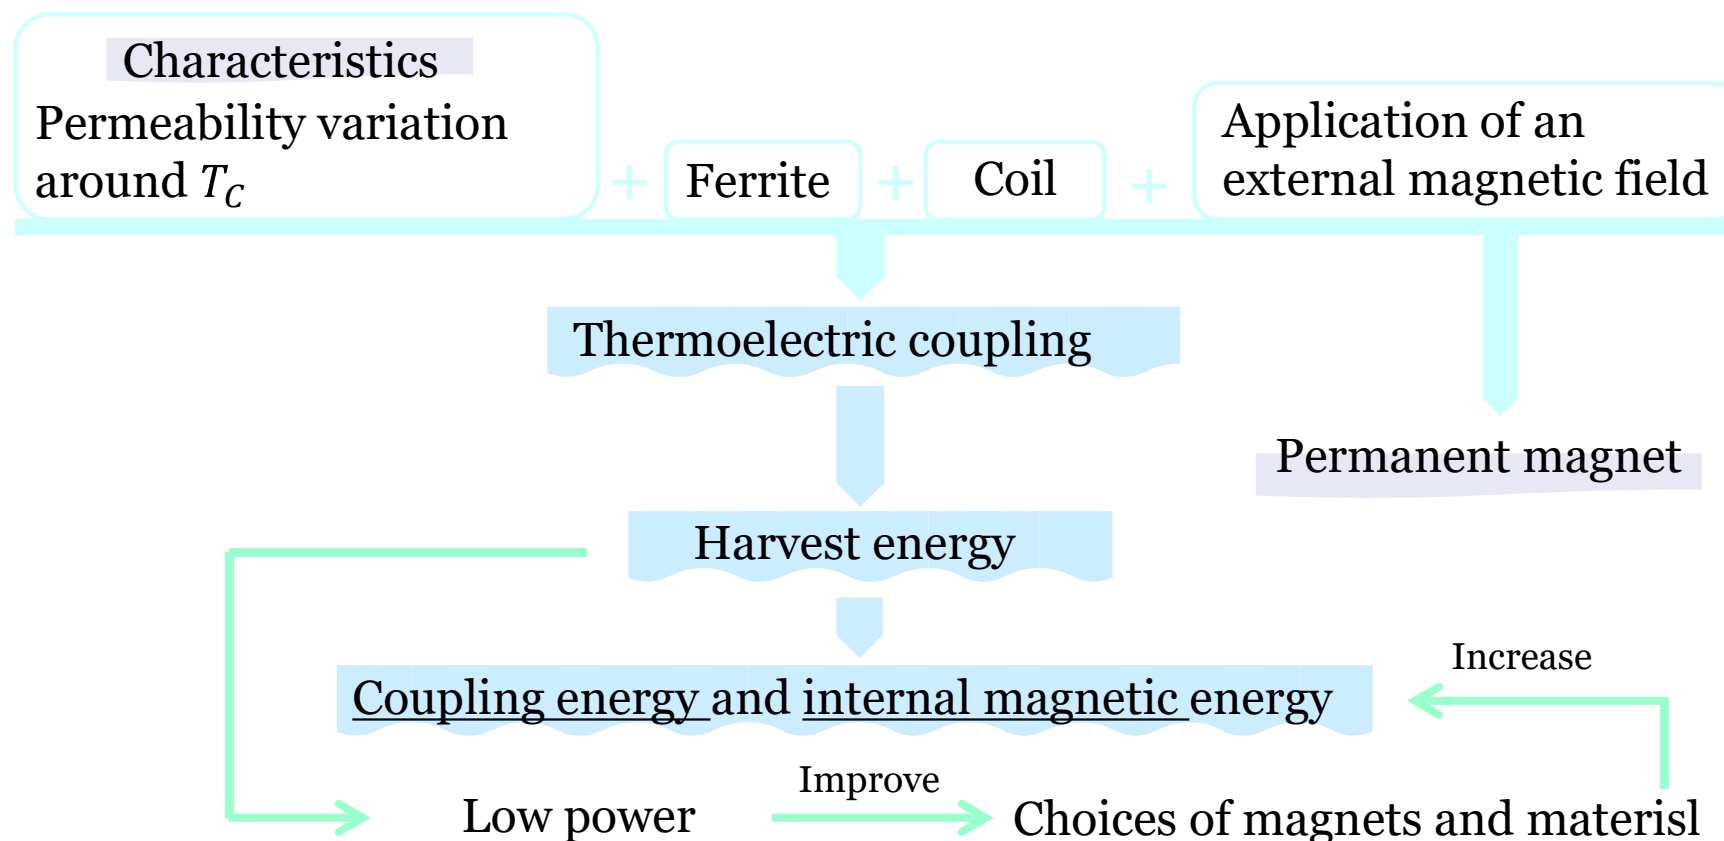 Characteristics
Permeability variation
around T_C
+
Ferrite
+
Coil
+
Application of an
external magnetic field
Thermoelectric coupling
Permanent magnet
Harvest energy
Increase
Coupling energy and internal magnetic energy
Improve
Low power
Choices of magnets and materisl